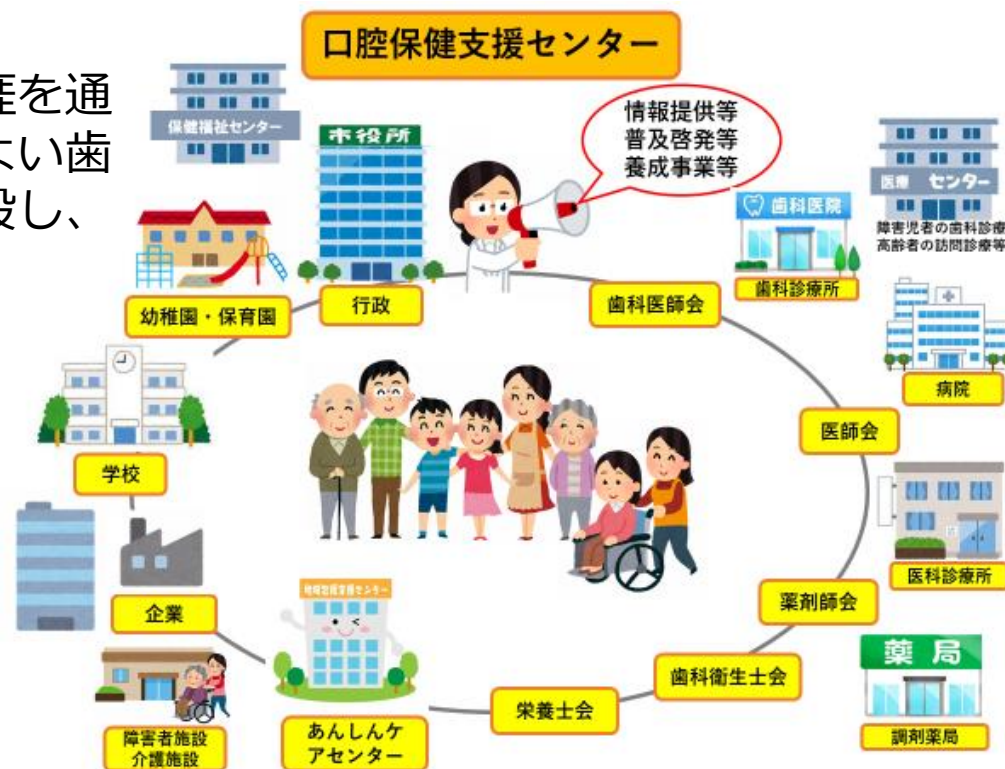 口腔保健支援センター
涯を通
よい歯
設し、
情報提供等
普及啓発等
養成事業等
保健福祉センター
市役所
歯科医院
医療 センター
障害児者の歯科診療
高齢者の訪問診療等
幼稚園・保育園
行政
歯科医師会
歯科診療所
病院
学校
医師会
医科診療所
企業
薬剤師会
薬局
調剤薬局
歯科衛生士会
栄養士会
あんしんケ
アセンター
障害者施設
介護施設